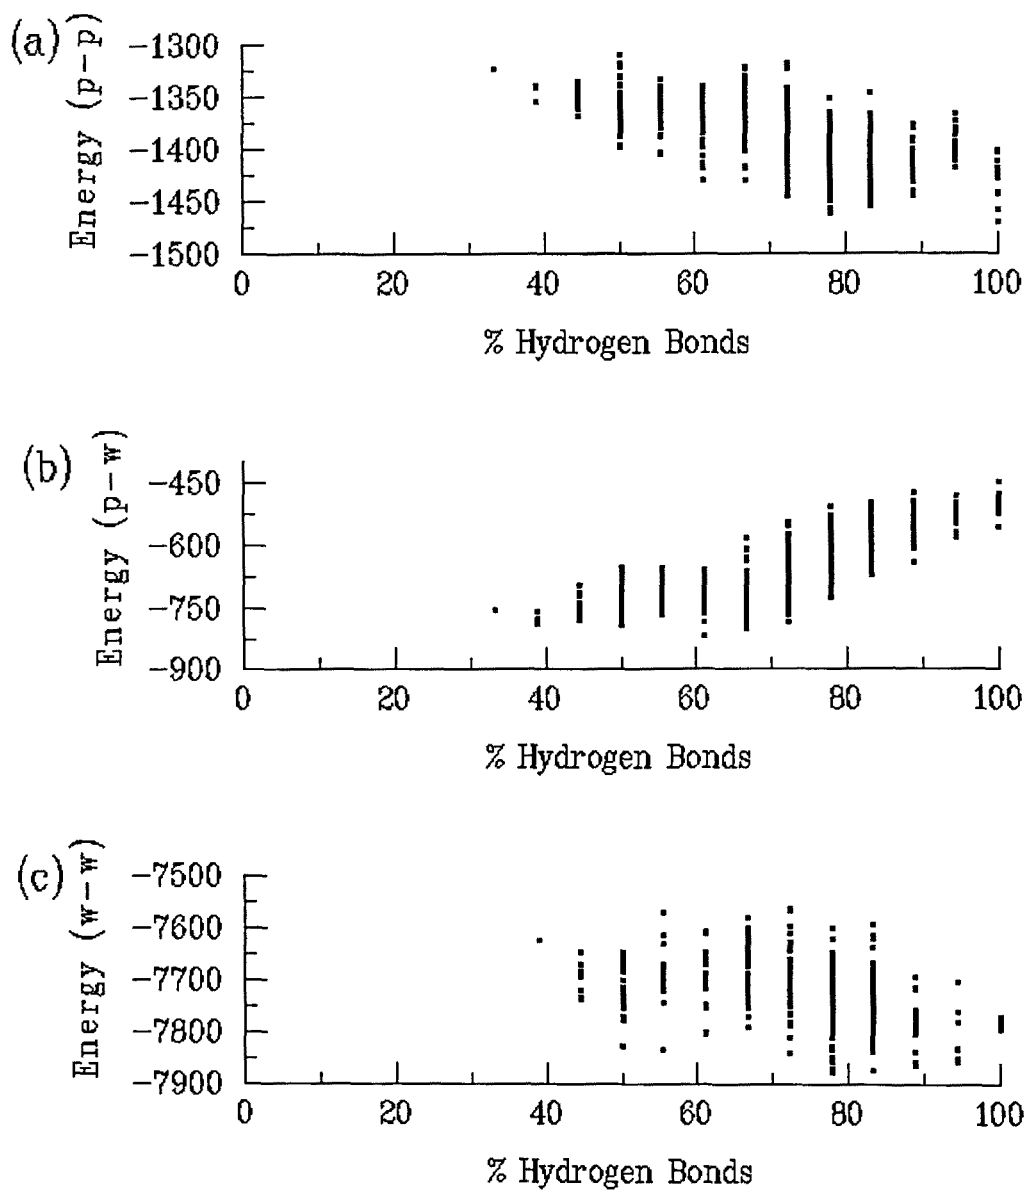 (a)
Energy (p-p)
-1300
-1350
-1400
-1450
-1500
0 20 40 60 80 100
% Hydrogen Bonds
(b)
Energy (p-w)
-450
-600
-750
-900
0 20 40 60 80 100
% Hydrogen Bonds
(c)
Energy (w-w)
-7500
-7600
-7700
-7800
-7900
0 20 40 60 80 100
% Hydrogen Bonds